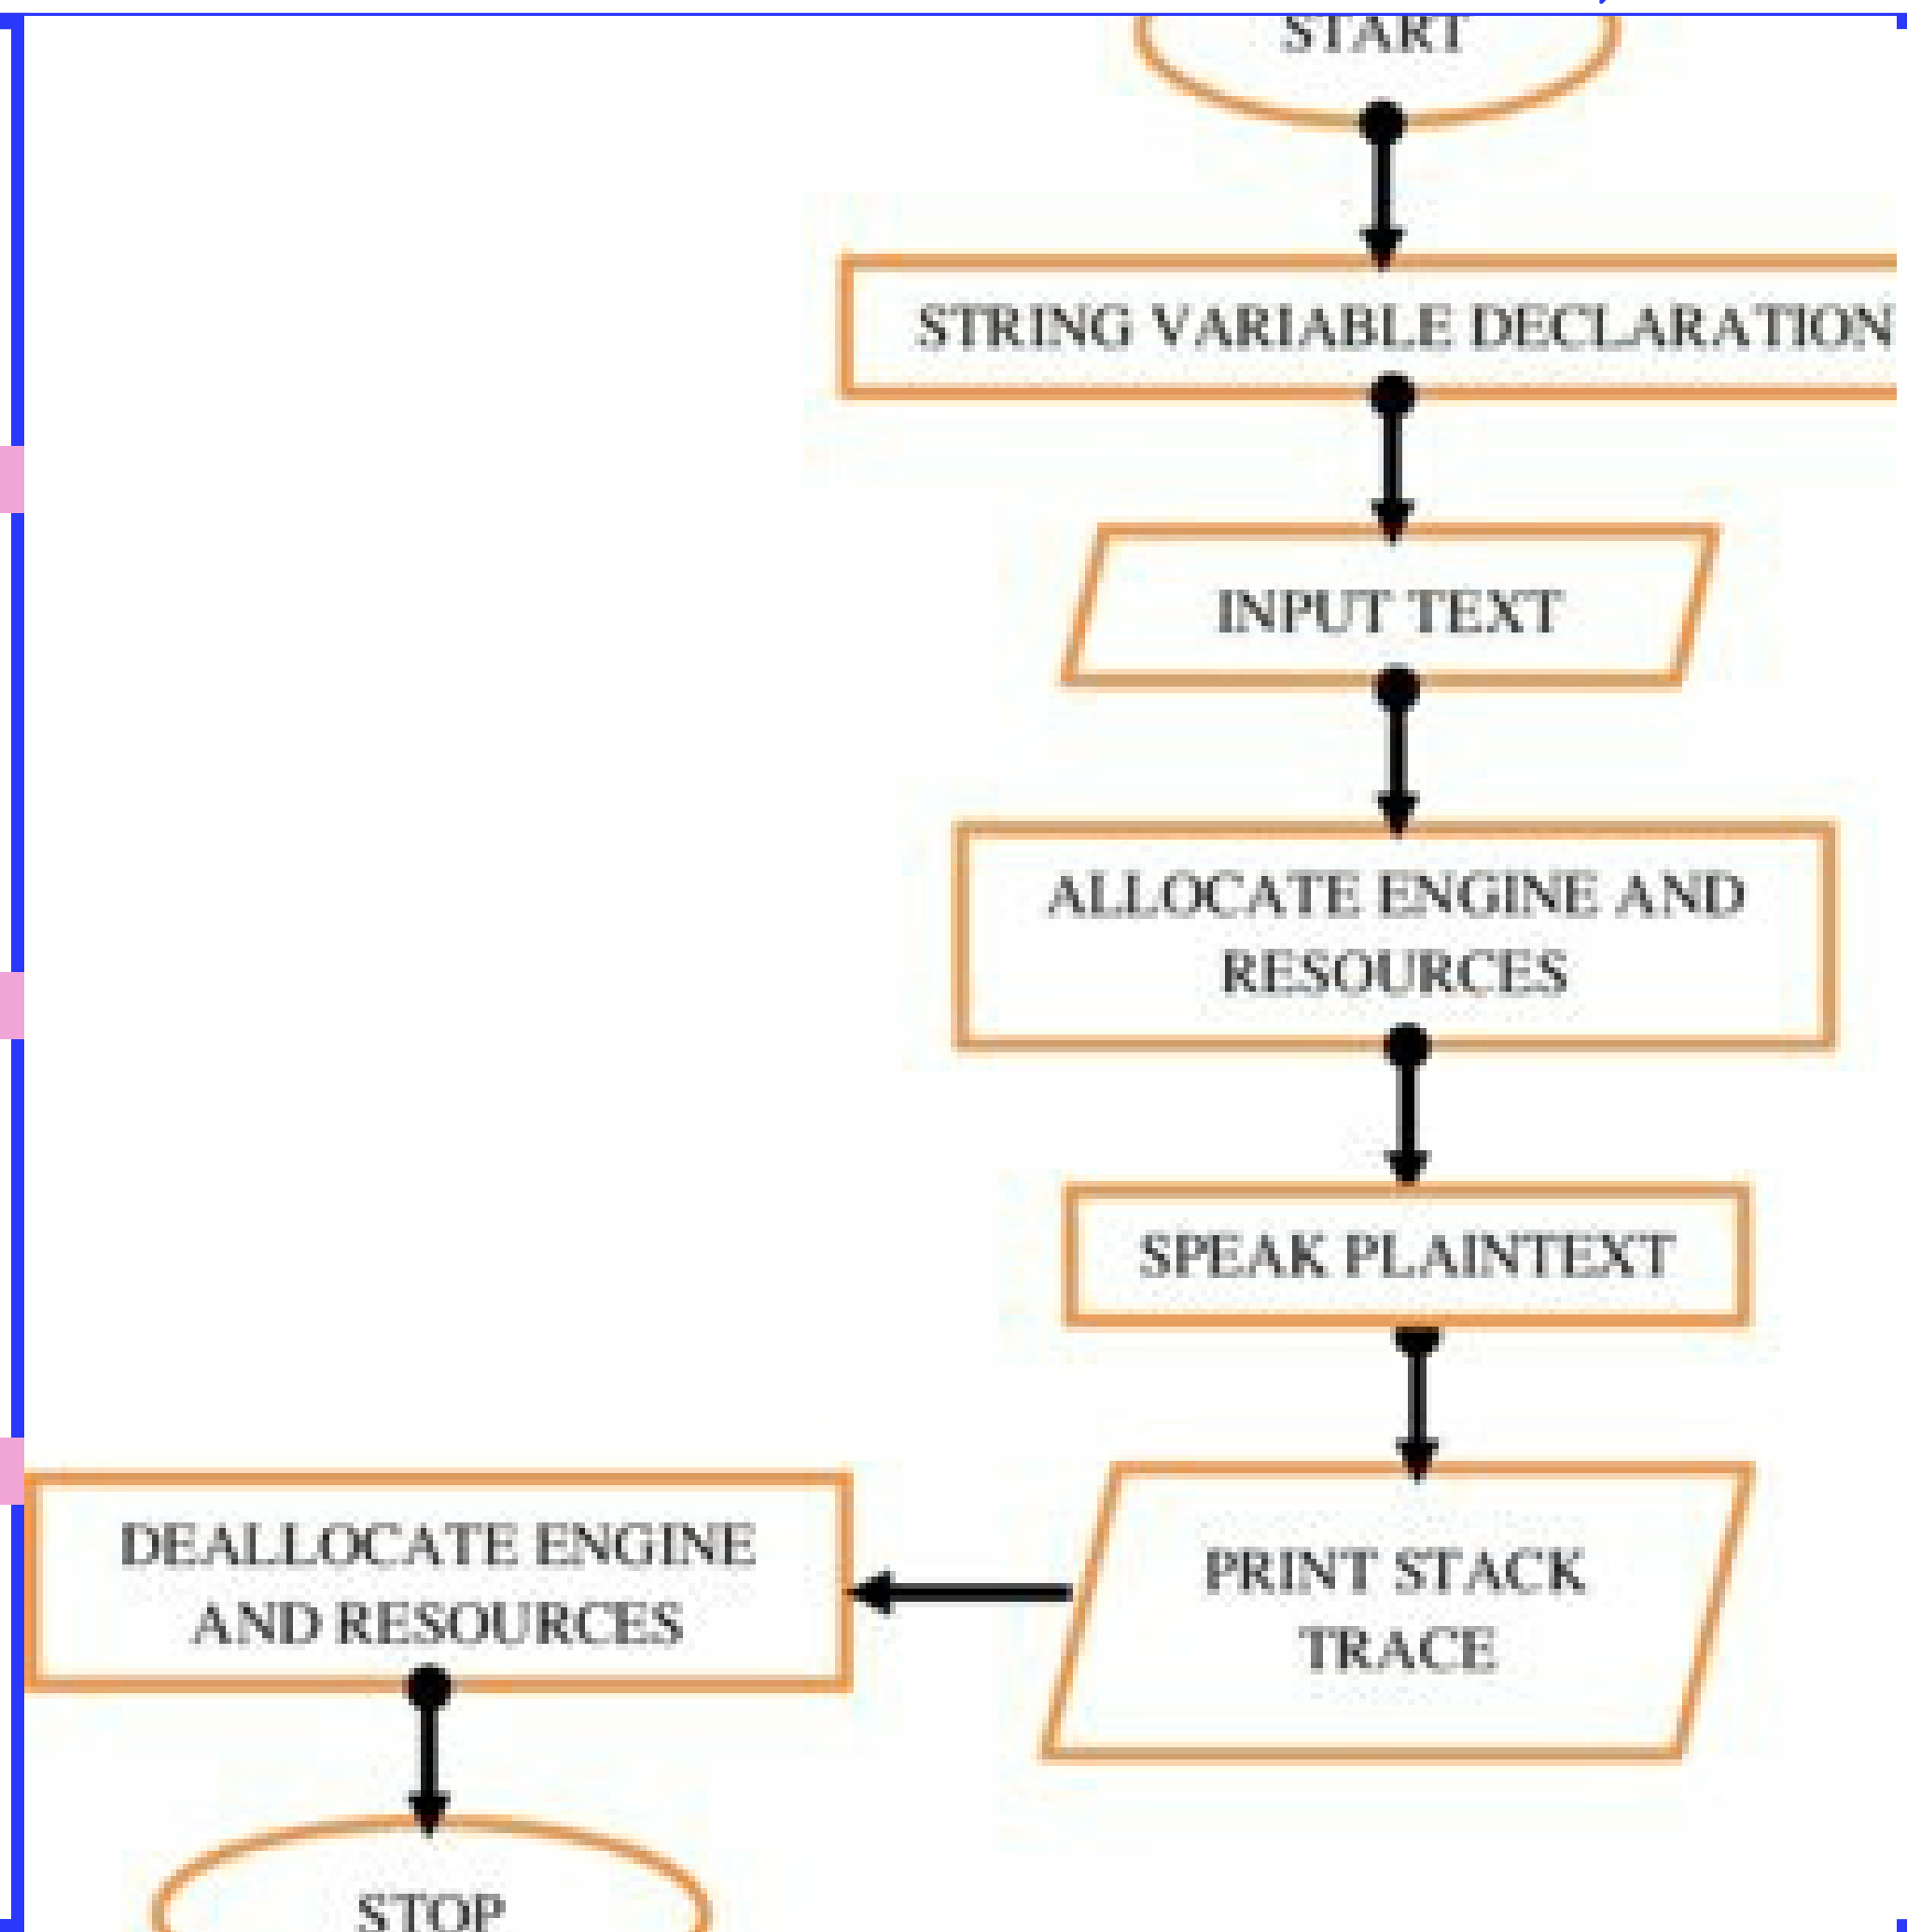 START
STRING VARIABLE DECLARATION
INPUT TEXT
ALLOCATE ENGINE AND
RESOURCES
SPEAK PLAINTEXT
PRINT STACK
TRACE
DEALLOCATE ENGINE
AND RESOURCES
STOP